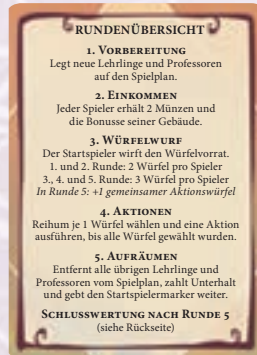 RUNDENÜBERSICHT
1. VORBEREITUNG
Legt neue Lehrlinge und Professoren
auf den Spielplan.
2. EINKOMMEN
Jeder Spieler erhält 2 Münzen und
die Bonusse seiner Gebäude.
3. WÜRFELWURF
Der Startspieler wirft den Würfelvorrat.
1. und 2. Runde: 2 Würfel pro Spieler
3., 4. und 5. Runde: 3 Würfel pro Spieler
In Runde 5: +1 gemeinsamer Aktionswürfel
4. AKTIONEN
Reihum je 1 Würfel wählen und eine Aktion
ausführen, bis alle Würfel gewählt wurden.
5. AUFRÄUMEN
Entfernt alle übrigen Lehrlinge und
Professoren vom Spielplan, zahlt Unterhalt
und gebt den Startspielermarker weiter.
SCHLUSSWERTUNG NACH RUNDE 5
(siehe Rückseite)